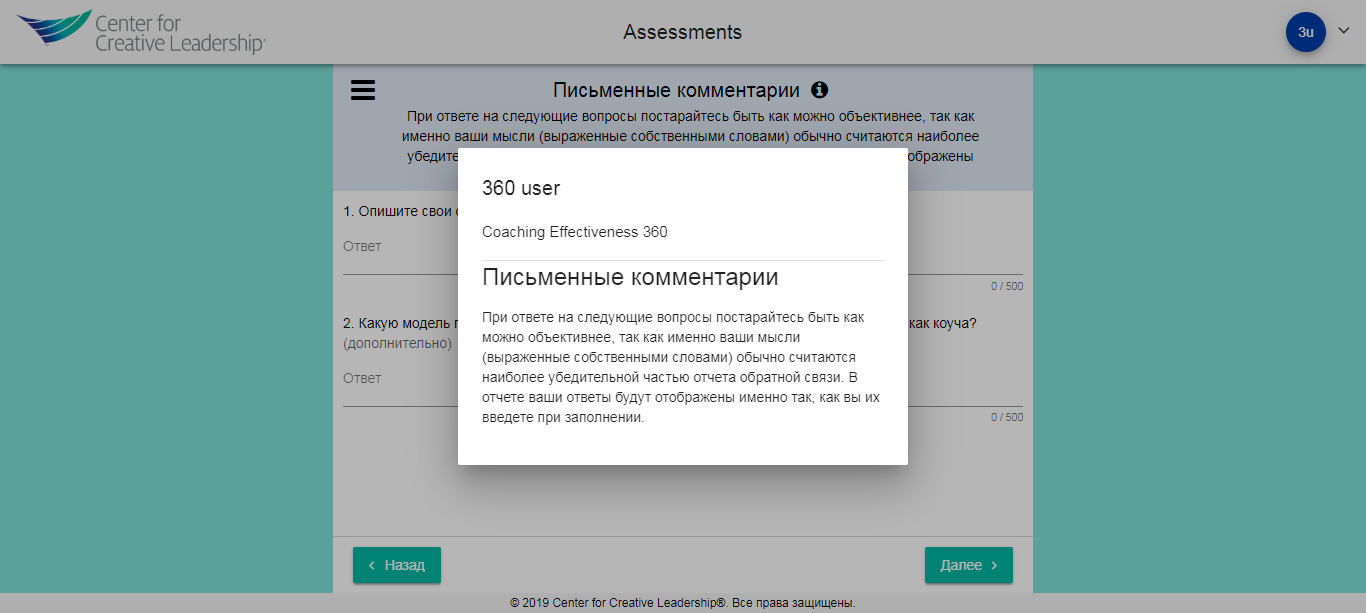 Center for
Creative Leadership®
Assessments
3u
Письменные комментарии
При ответе на следующие вопросы постарайтесь быть как можно объективнее, так как
именно ваши мысли (выраженные собственными словами) обычно считаются наиболее
360 user
Coaching Effectiveness 360
Письменные комментарии
При ответе на следующие вопросы постарайтесь быть как
можно объективнее, так как именно ваши мысли
(выраженные собственными словами) обычно считаются
наиболее убедительной частью отчета обратной связи. В
отчете ваши ответы будут отображены именно так, как вы их
введете при заполнении.
1. Опишите свои
Ответ
0 / 500
2. Какую модель
как коуча?
(дополнительно)
Ответ
0 / 500
Назад
Далее
© 2019 Center for Creative Leadership®. Все права защищены.